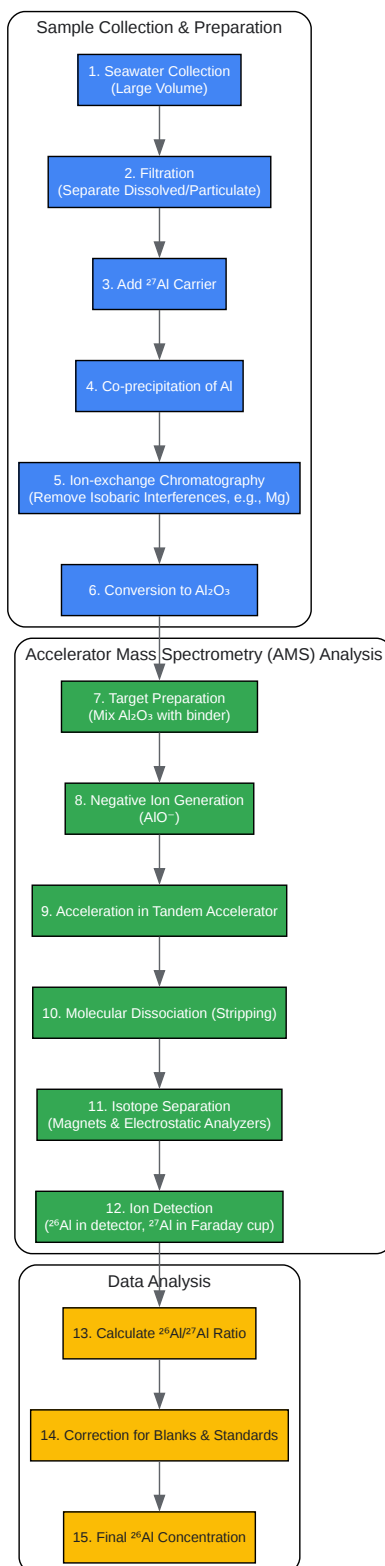 Sample Collection & Preparation
1. Seawater Collection
(Large Volume)
2. Filtration
(Separate Dissolved/Particulate)
3. Add ²⁷Al Carrier
4. Co-precipitation of Al
5. Ion-exchange Chromatography
(Remove Isobaric Interferences, e.g., Mg)
6. Conversion to Al₂O₃
Accelerator Mass Spectrometry (AMS) Analysis
7. Target Preparation
(Mix Al₂O₃ with binder)
8. Negative Ion Generation
(AlO⁻)
9. Acceleration in Tandem Accelerator
10. Molecular Dissociation (Stripping)
11. Isotope Separation
(Magnets & Electrostatic Analyzers)
12. Ion Detection
(²⁶Al in detector, ²⁷Al in Faraday cup)
Data Analysis
13. Calculate ²⁶Al/²⁷Al Ratio
14. Correction for Blanks & Standards
15. Final ²⁶Al Concentration